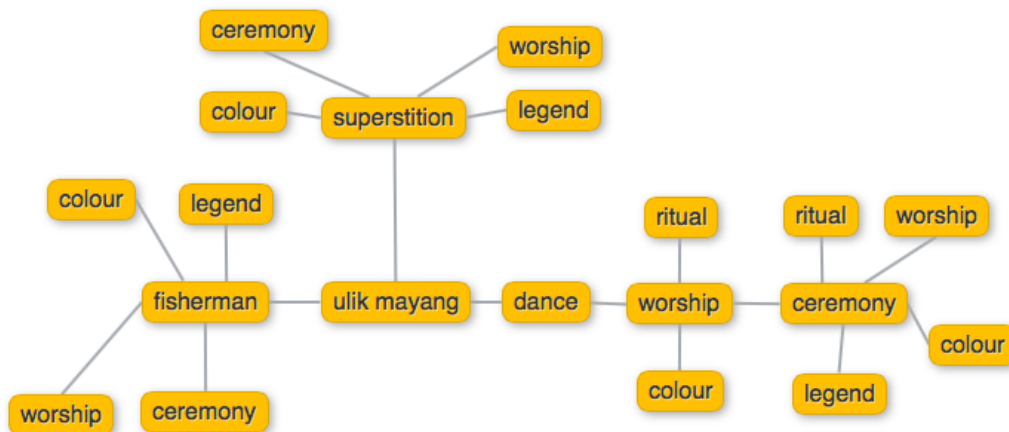 ceremony
worship
colour
superstition
legend
colour
legend
ritual
ritual
worship
fisherman
ulik mayang
dance
worship
ceremony
colour
worship
ceremony
colour
legend